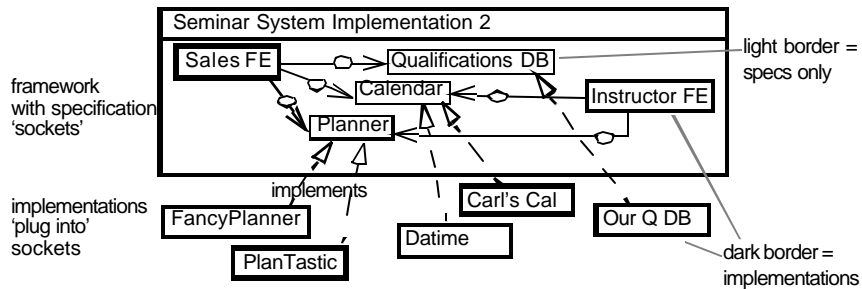 Seminar System Implementation 2
Sales FE
Qualifications DB
Calendar
Instructor FE
Planner
light border =
specs only
framework
with specification
‘sockets’
implements
implementations
‘plug into’
sockets
FancyPlanner
PlanTastic
Datime
Carl's Cal
Our Q DB
dark border =
implementations